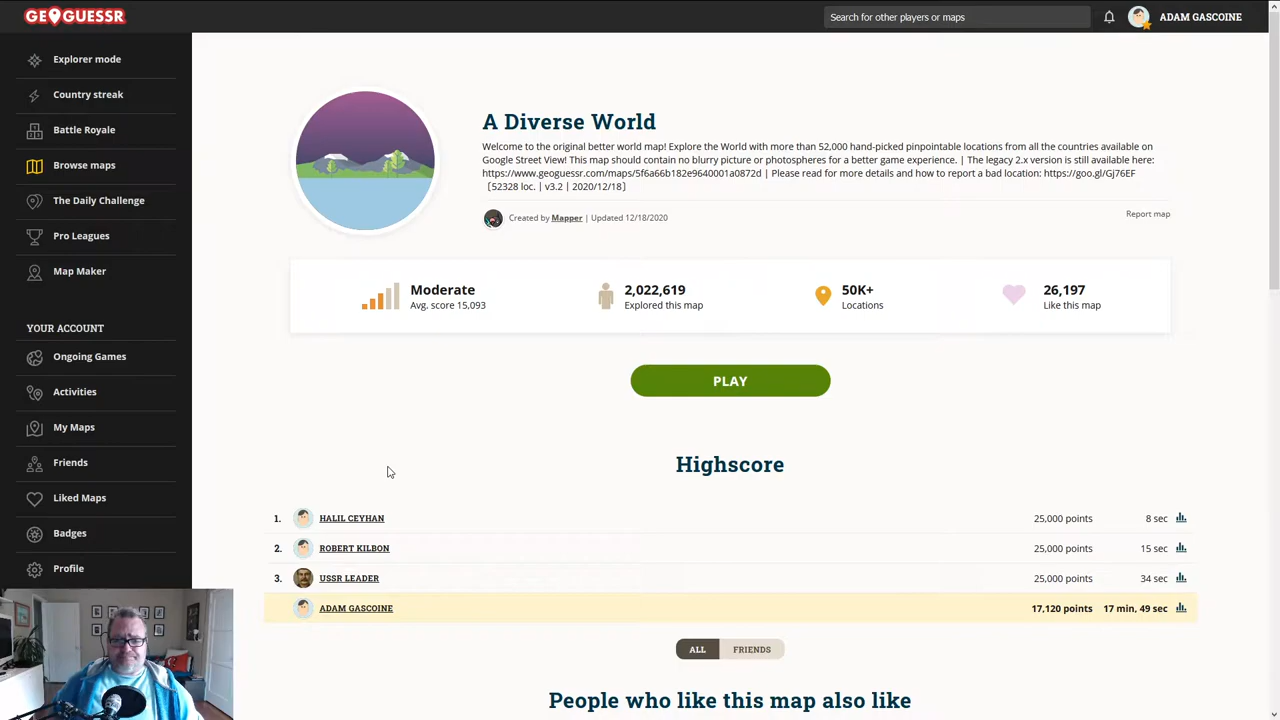 GEOGUESSR
Search for other players or maps
ADAM GASCOINE
Explorer mode
Country streak
Battle Royale
Browse maps
The Daily Challenge
Pro Leagues
Map Maker
YOUR ACCOUNT
Ongoing Games
Activities
My Maps
Friends
Liked Maps
Badges
Profile
A Diverse World
Welcome to the original better world map! Explore the World with more than 52,000 hand-picked pinpointable locations from all the countries available on
Google Street View! This map should contain no blurry picture or photospheres for a better game experience. | The legacy 2.x version is still available here:
https://www.geoguessr.com/maps/5f6a66b182e9640001a0872d | Please read for more details and how to report a bad location: https://goo.gl/Gj76EF
[52328 loc. | v3.2 | 2020/12/18]
Created by Mapper | Updated 12/18/2020
Report map
Moderate
Avg. score 15,093
2,022,619
Explored this map
50K+
Locations
26,197
Like this map
PLAY
Highscore
1. HALIL CEYHAN 25,000 points 8 sec
2. ROBERT KILBON 25,000 points 15 sec
3. USSR LEADER 25,000 points 34 sec
ADAM GASCOINE 17,120 points 17 min, 49 sec
ALL FRIENDS
People who like this map also like